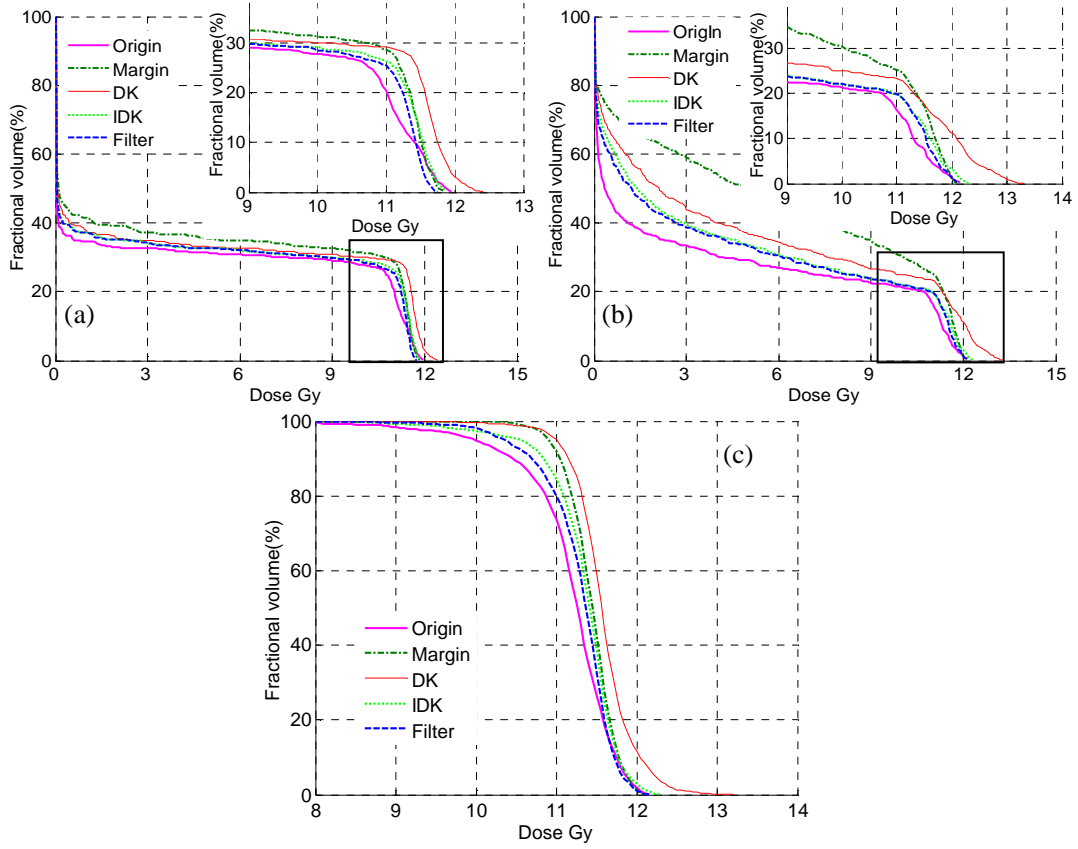 100
80
60
40
20
0
Fractional volume(%)
Origin
Margin
DK
IDK
Filter
30
20
10
0
Fractional volume(%)
9
10
11
12
13
Dose Gy
(a)
0
3
6
9
12
15
Dose Gy
100
80
60
40
20
0
Fractional volume(%)
OrigIn
Margin
DK
IDK
Filter
30
20
10
0
Fractional volume(%)
9
10
11
12
13
14
Dose Gy
(b)
0
3
6
9
12
15
Dose Gy
100
80
60
40
20
0
Fractional volume(%)
(c)
Origin
Margin
DK
IDK
Filter
8
9
10
11
12
13
14
Dose Gy